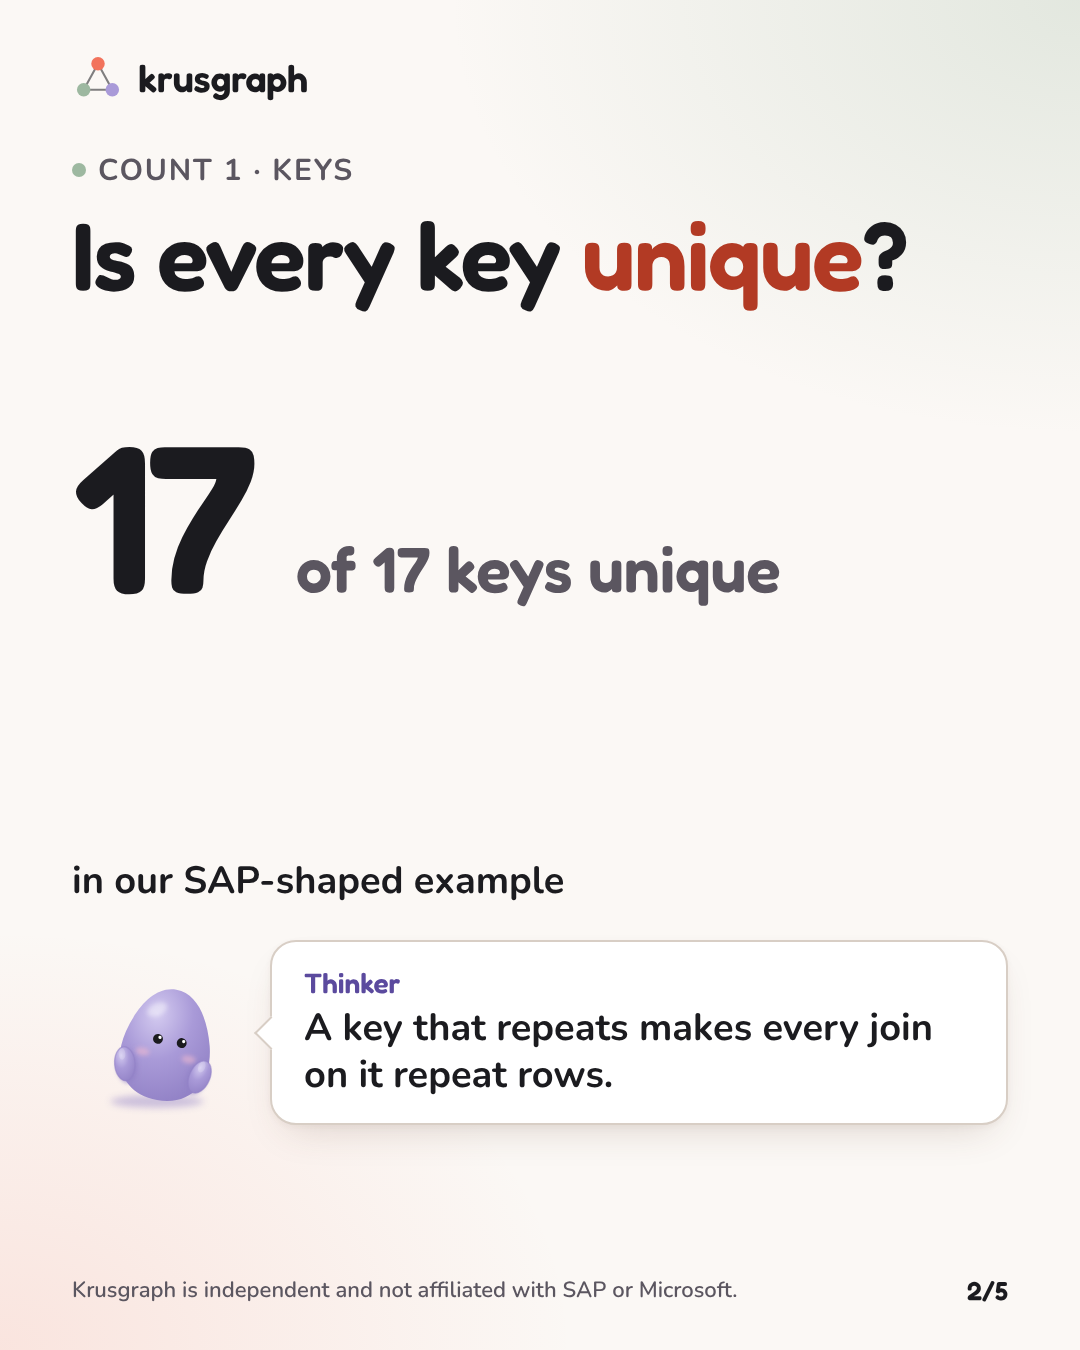 krusgraph
COUNT 1 · KEYS
Is every key unique?
17 of 17 keys unique
in our SAP-shaped example
Thinker
A key that repeats makes every join
on it repeat rows.
Krusgraph is independent and not affiliated with SAP or Microsoft.
2/5